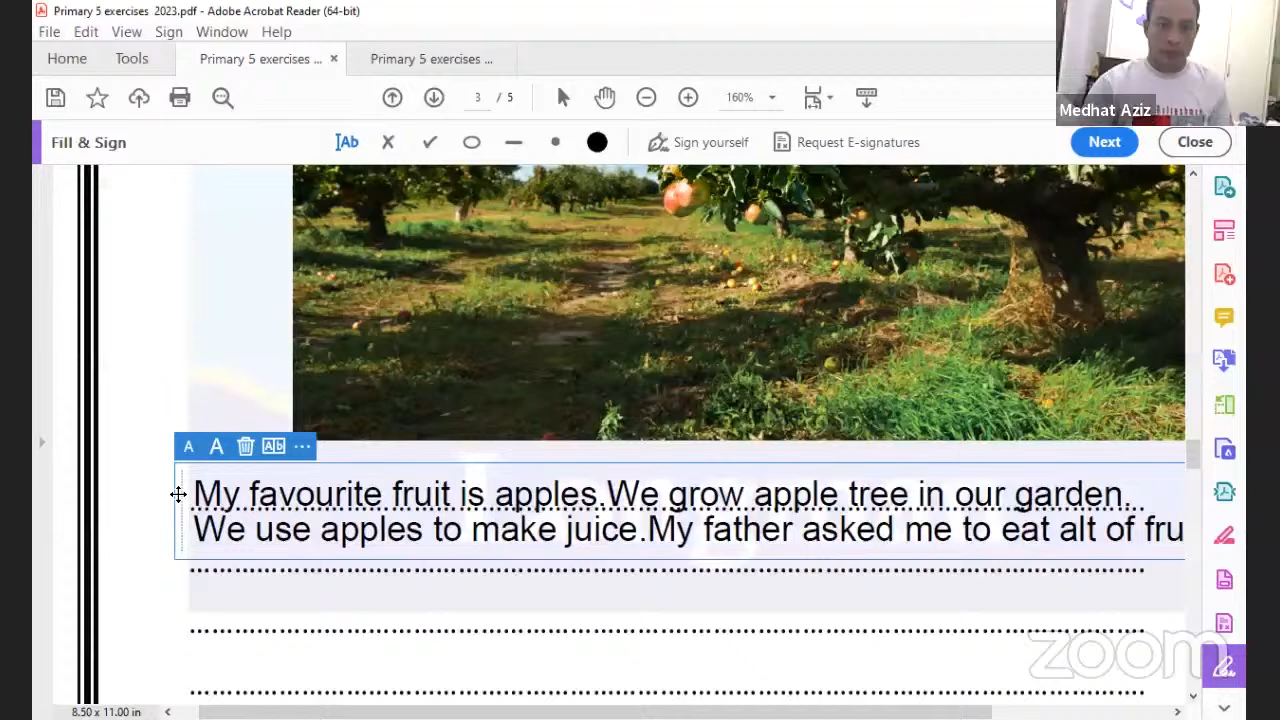 Primary 5 exercises 2023.pdf - Adobe Acrobat Reader (64-bit)
File Edit View Sign Window Help
Home Tools Primary 5 exercises ... × Primary 5 exercises ...
3 / 5 160%
Medhat Aziz
Fill & Sign Ab Sign yourself Request E-signatures Next Close
A A Ab ...
My favourite fruit is apples.We grow apple tree in our garden.
We use apples to make juice.My father asked me to eat alt of fru
zoom
8.50 x 11.00 in